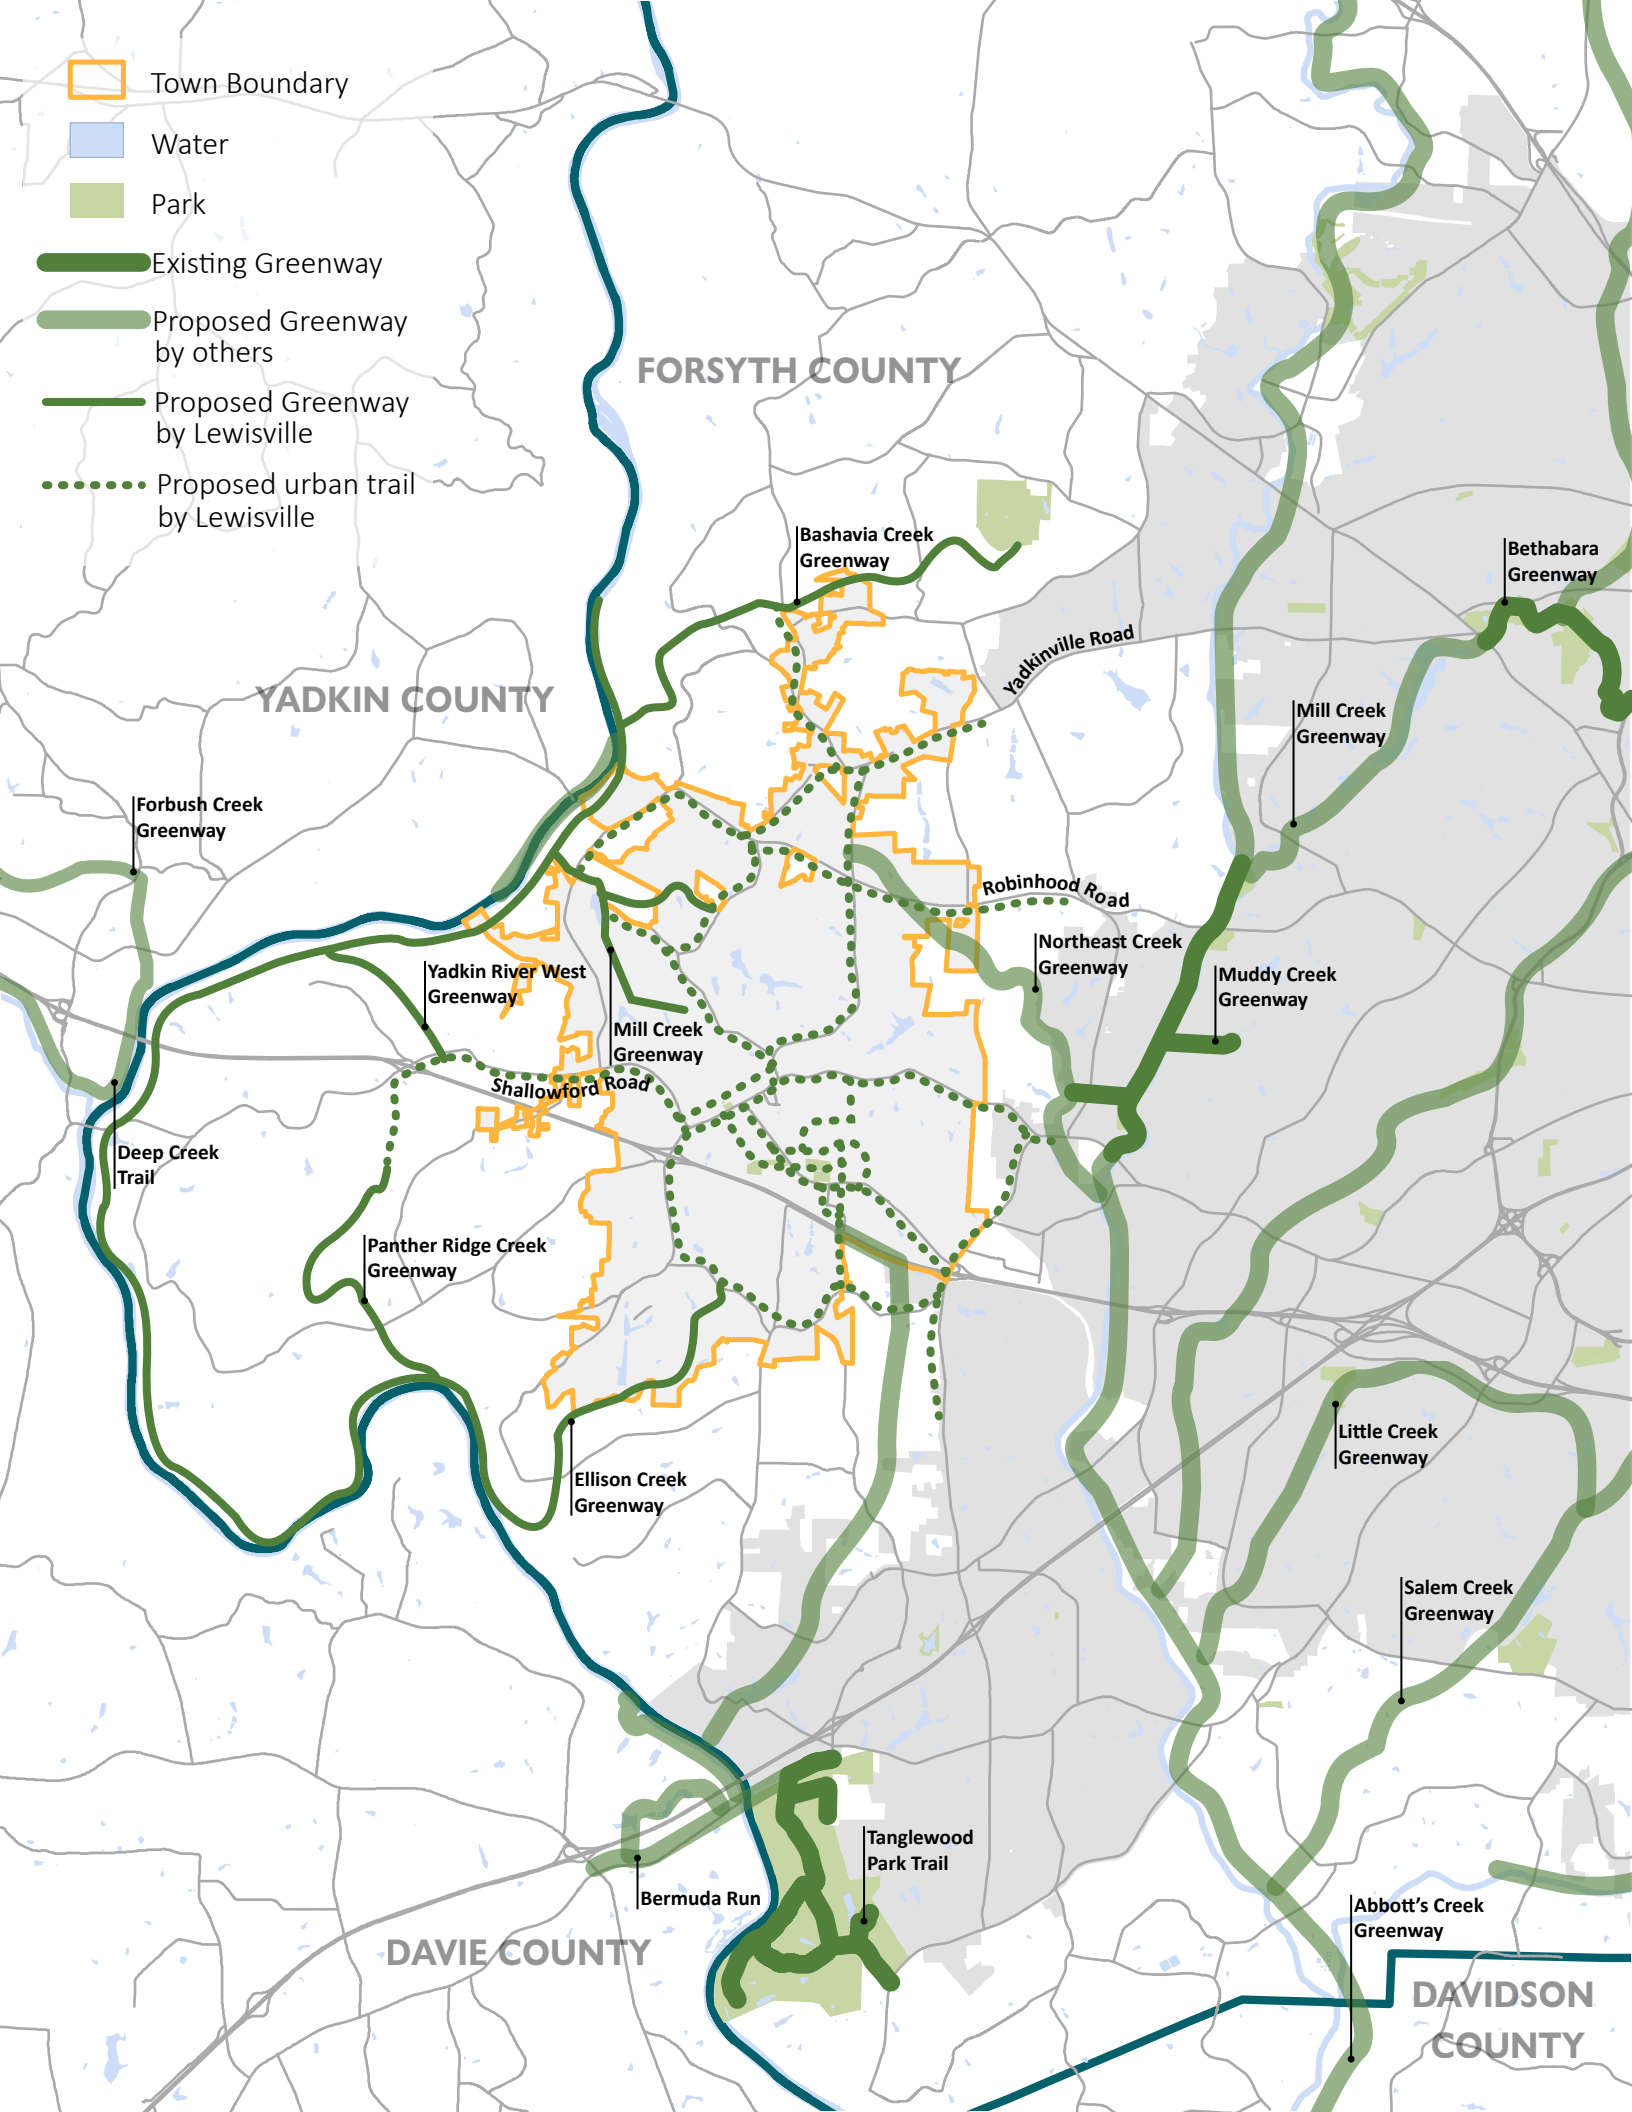 Town Boundary
Water
Park
Existing Greenway
Proposed Greenway
by others
Proposed Greenway
by Lewisville
Proposed urban trail
by Lewisville
FORSYTH COUNTY
Bashavia Creek
Greenway
Bethabara
Greenway
Yadkinville Road
YADKIN COUNTY
Mill Creek
Greenway
Forbush Creek
Greenway
Robinhood Road
Northeast Creek
Greenway
Yadkin River West
Greenway
Muddy Creek
Greenway
Mill Creek
Greenway
Shallowford Road
Deep Creek
Trail
Panther Ridge Creek
Greenway
Little Creek
Greenway
Ellison Creek
Greenway
Salem Creek
Greenway
Tanglewood
Park Trail
Bermuda Run
Abbott's Creek
Greenway
DAVIE COUNTY
DAVIDSON
COUNTY